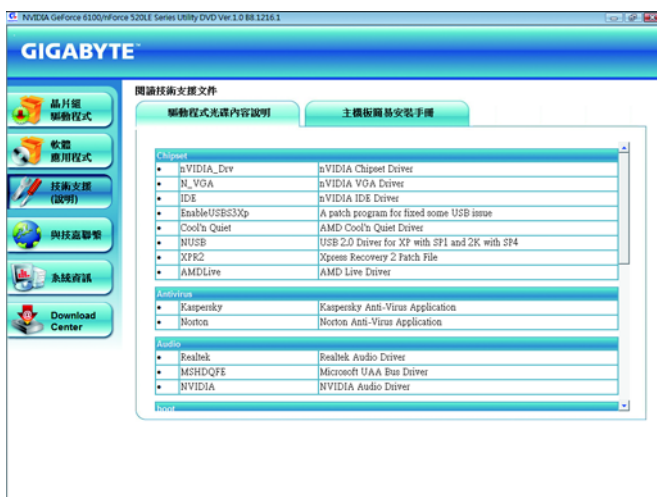 NVIDIA GeForce 6100/nForce 520LE Series Utility DVD Ver.1.0 B8.1216.1
GIGABYTE™
晶片組
驅動程式
軟體
應用程式
技術支援
(說明)
與技嘉聯繫
系統資訊
Download
Center
閱讀技術支援文件
驅動程式光碟內容說明
主機板簡易安裝手冊
Chipset
• nVIDIA_Drv nVIDIA Chipset Driver
• N_VGA nVIDIA VGA Driver
• IDE nVIDIA IDE Driver
• EnableUSBS3Xp A patch program for fixed some USB issue
• Cool'n Quiet AMD Cool'n Quiet Driver
• NUSB USB 2.0 Driver for XP with SP1 and 2K with SP4
• XPR2 Xpress Recovery 2 Patch File
• AMDLive AMD Live Driver
Antivirus
• Kaspersky Kaspersky Anti-Virus Application
• Norton Norton Anti-Virus Application
Audio
• Realtek Realtek Audio Driver
• MSHDQFE Microsoft UAA Bus Driver
• NVIDIA NVIDIA Audio Driver
boot